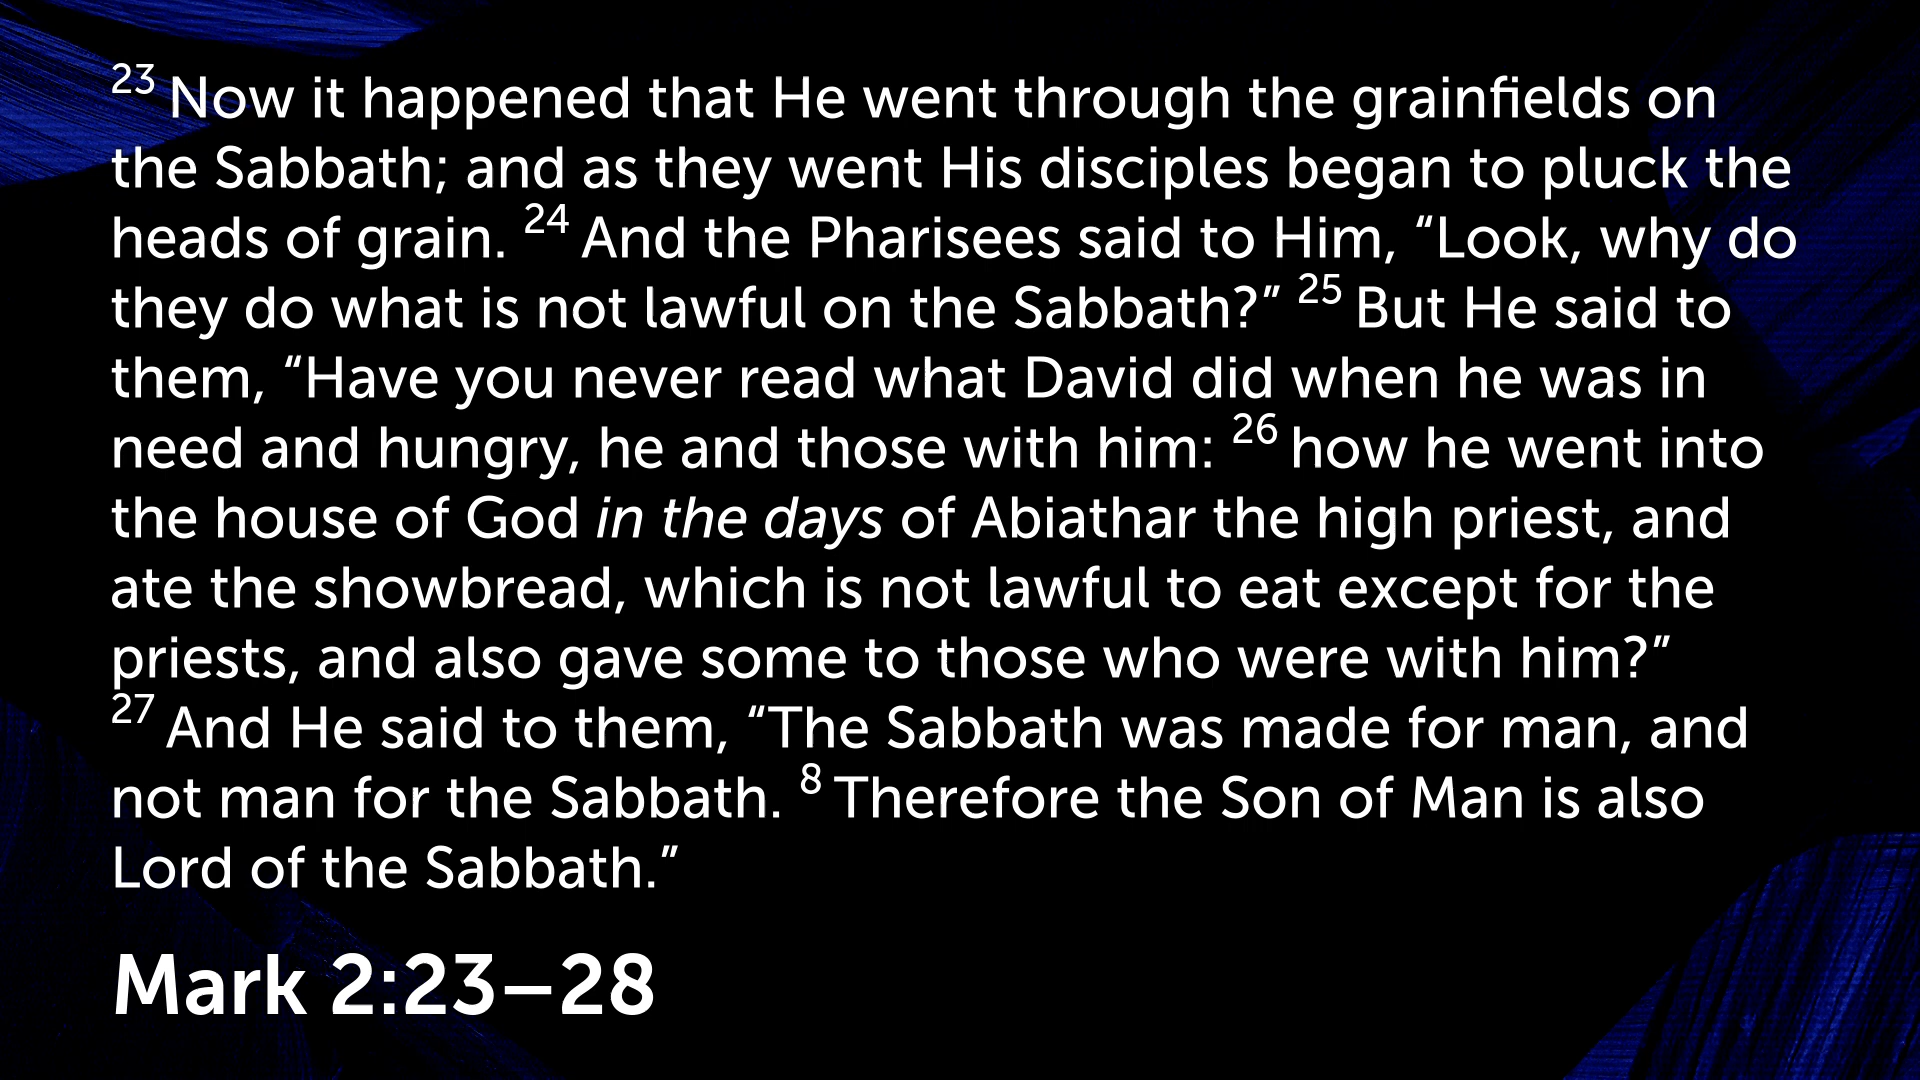 23 Now it happened that He went through the grainfields on
the Sabbath; and as they went His disciples began to pluck the
heads of grain. 24 And the Pharisees said to Him, “Look, why do
they do what is not lawful on the Sabbath?” 25 But He said to
them, “Have you never read what David did when he was in
need and hungry, he and those with him: 26 how he went into
the house of God in the days of Abiathar the high priest, and
ate the showbread, which is not lawful to eat except for the
priests, and also gave some to those who were with him?”
27 And He said to them, “The Sabbath was made for man, and
not man for the Sabbath. 8 Therefore the Son of Man is also
Lord of the Sabbath.”
Mark 2:23–28